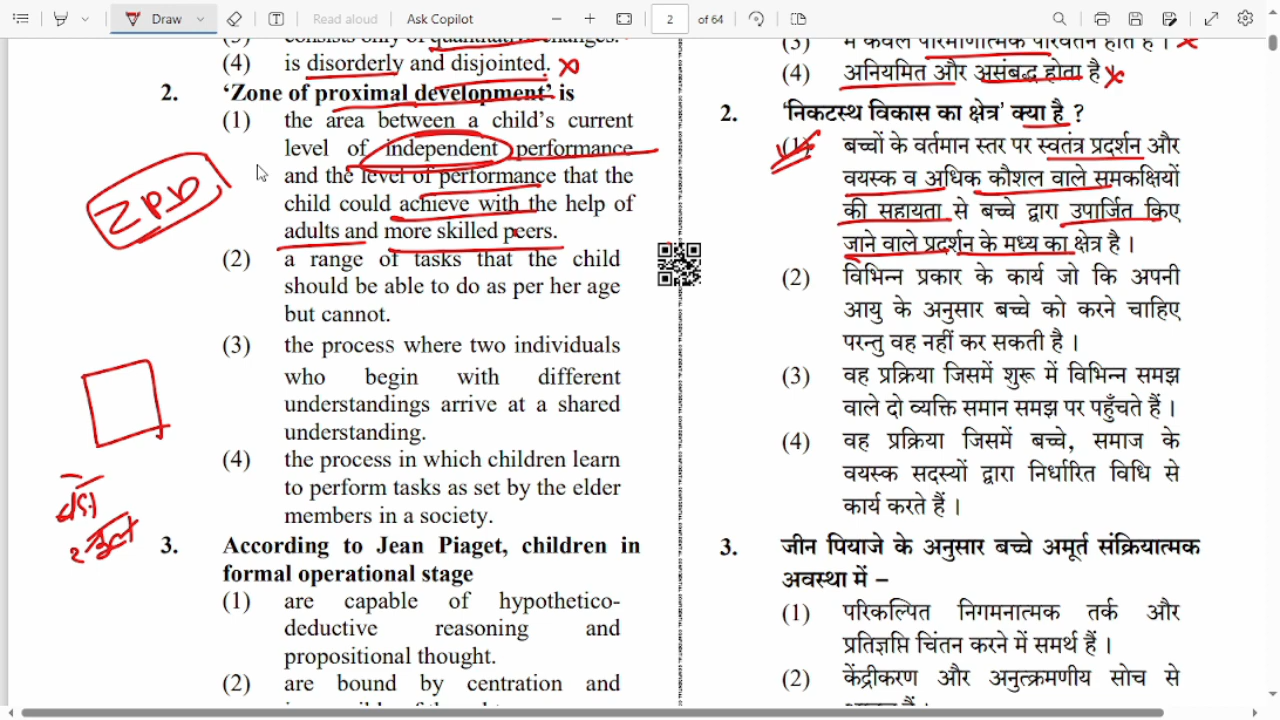 Draw
Read aloud
Ask Copilot
2
of 64
(4) is disorderly and disjointed.
2. 'Zone of proximal development' is
(1) the area between a child's current
level of independent performance
and the level of performance that the
child could achieve with the help of
adults and more skilled peers.
(2) a range of tasks that the child
should be able to do as per her age
but cannot.
(3) the process where two individuals
who begin with different
understandings arrive at a shared
understanding.
(4) the process in which children learn
to perform tasks as set by the elder
members in a society.
3. According to Jean Piaget, children in
formal operational stage
(1) are capable of hypothetico-
deductive reasoning and
propositional thought.
(2) are bound by centration and
ZPD
(3) में केवल परिमाणात्मक परिवर्तन होते हैं।
(4) अनियमित और असंबद्ध होता है
2. 'निकटस्थ विकास का क्षेत्र' क्या है ?
(1) बच्चों के वर्तमान स्तर पर स्वतंत्र प्रदर्शन और
वयस्क व अधिक कौशल वाले समकक्षियों
की सहायता से बच्चे द्वारा उपार्जित किए
जाने वाले प्रदर्शन के मध्य का क्षेत्र है।
(2) विभिन्न प्रकार के कार्य जो कि अपनी
आयु के अनुसार बच्चे को करने चाहिए
परन्तु वह नहीं कर सकती है।
(3) वह प्रक्रिया जिसमें शुरू में विभिन्न समझ
वाले दो व्यक्ति समान समझ पर पहुँचते हैं।
(4) वह प्रक्रिया जिसमें बच्चे, समाज के
वयस्क सदस्यों द्वारा निर्धारित विधि से
कार्य करते हैं।
3. जीन पियाजे के अनुसार बच्चे अमूर्त संक्रियात्मक
अवस्था में –
(1) परिकल्पित निगमनात्मक तर्क और
प्रतिज्ञप्ति चिंतन करने में समर्थ हैं।
(2) केंद्रीकरण और अनुत्क्रमणीय सोच से